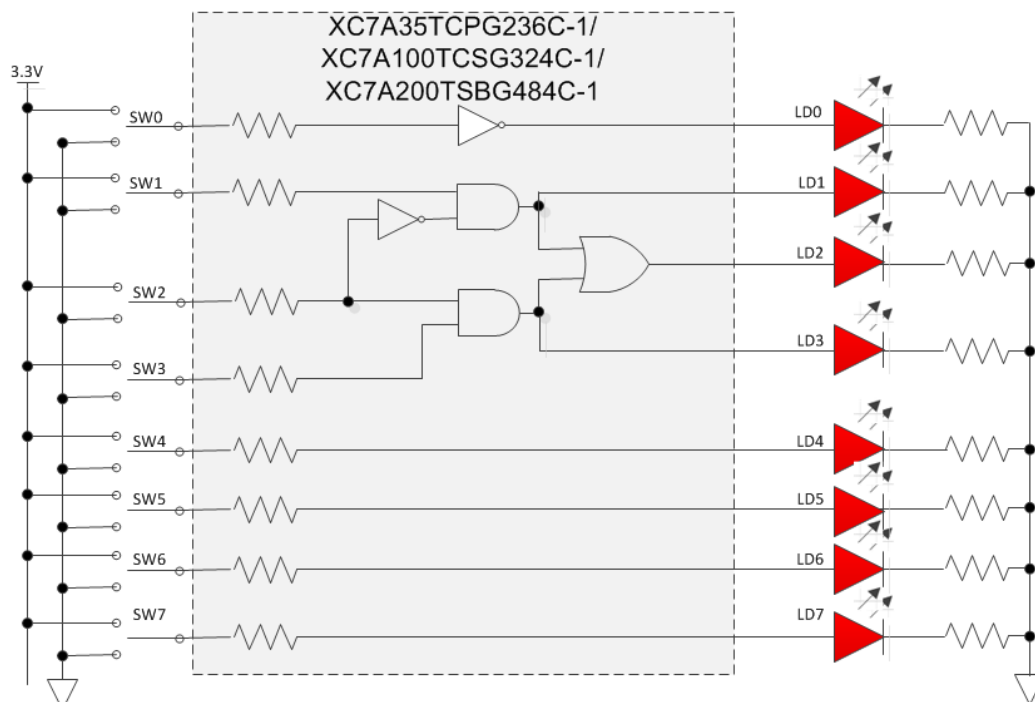 XC7A35TCPG236C-1/
XC7A100TCSG324C-1/
XC7A200TSBG484C-1
3.3V
SW0
LD0
SW1
LD1
LD2
SW2
LD3
SW3
SW4
LD4
SW5
LD5
SW6
LD6
SW7
LD7